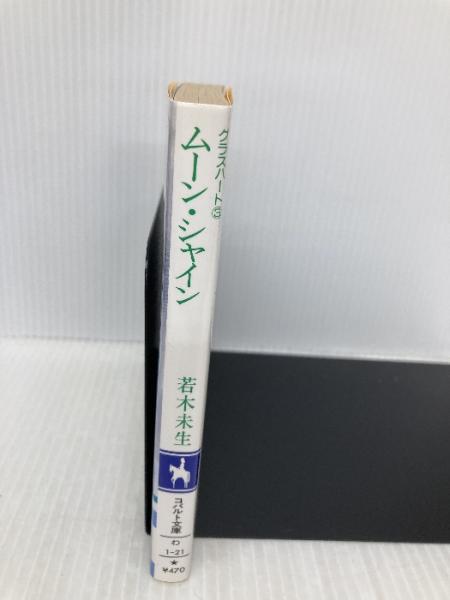 グラスハート③
ムーン・シャイン
若木未生
コバルト文庫
わ
1-21
★
¥470